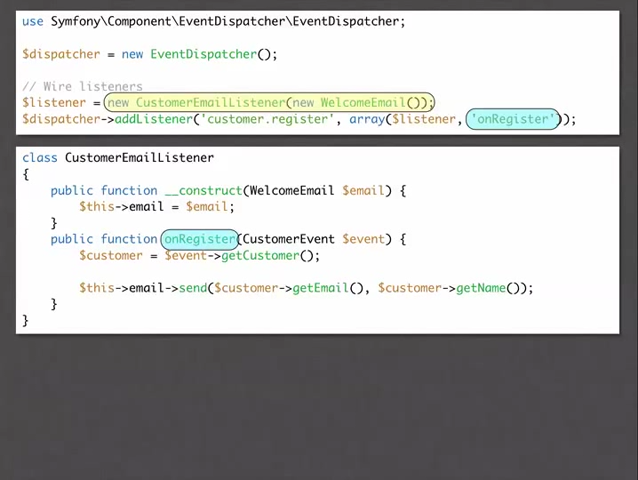 use Symfony\Component\EventDispatcher\EventDispatcher;
$dispatcher = new EventDispatcher();
// Wire listeners
$listener = new CustomerEmailListener(new WelcomeEmail());
$dispatcher->addListener('customer.register', array($listener, 'onRegister'));
class CustomerEmailListener
{
public function __construct(WelcomeEmail $email) {
$this->email = $email;
}
public function onRegister(CustomerEvent $event) {
$customer = $event->getCustomer();
$this->email->send($customer->getEmail(), $customer->getName());
}
}